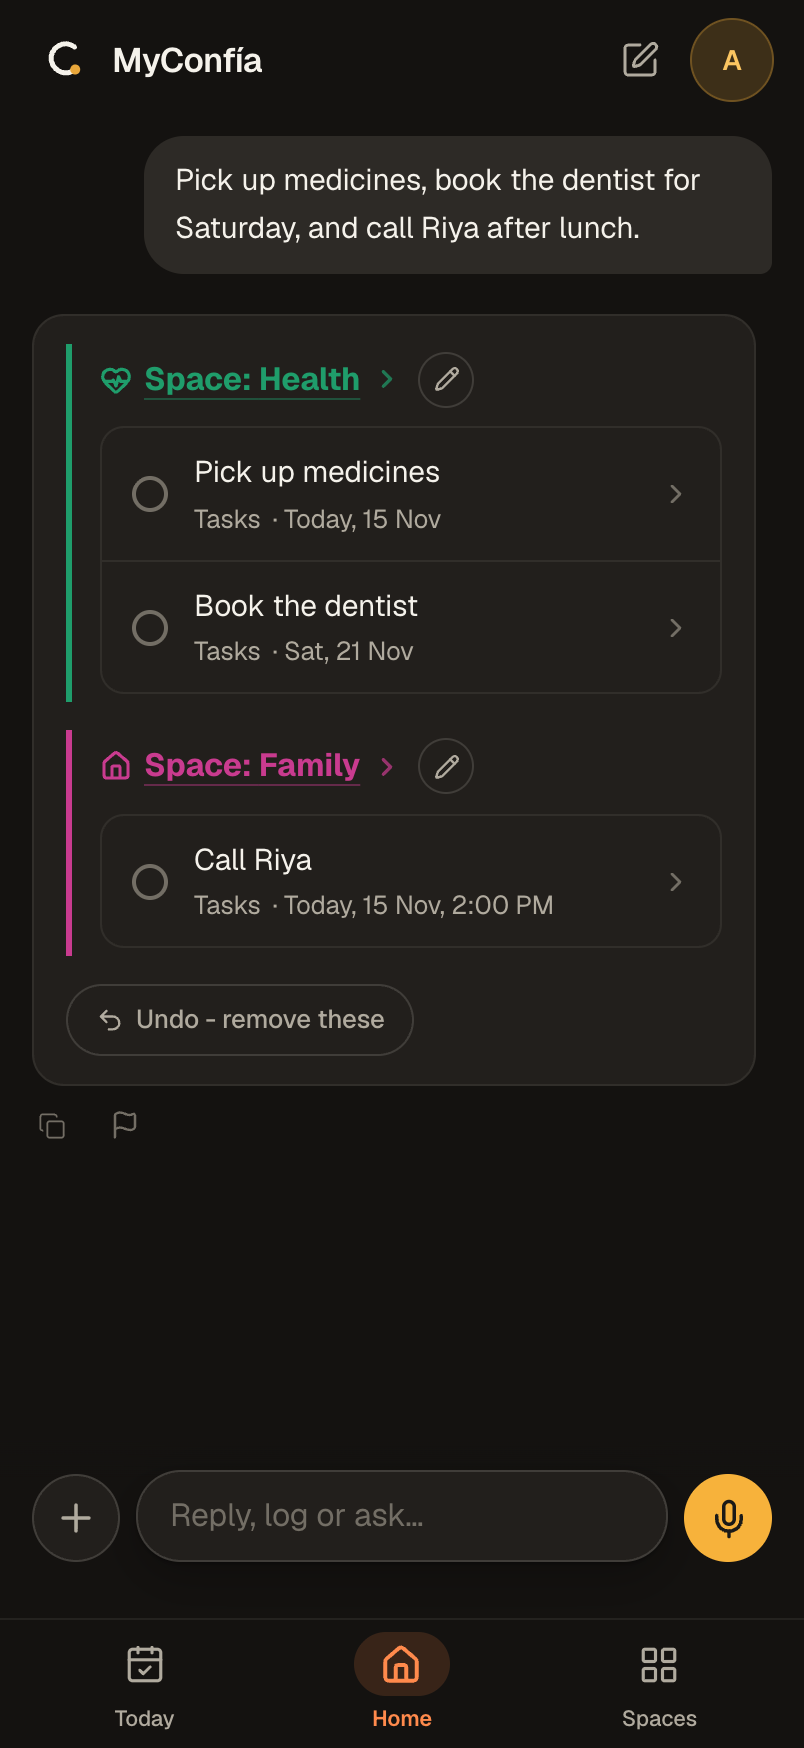 MyConfía
A
Pick up medicines, book the dentist for
Saturday, and call Riya after lunch.
Space: Health
Pick up medicines
Tasks · Today, 15 Nov
Book the dentist
Tasks · Sat, 21 Nov
Space: Family
Call Riya
Tasks · Today, 15 Nov, 2:00 PM
Undo - remove these
Reply, log or ask...
Today
Home
Spaces